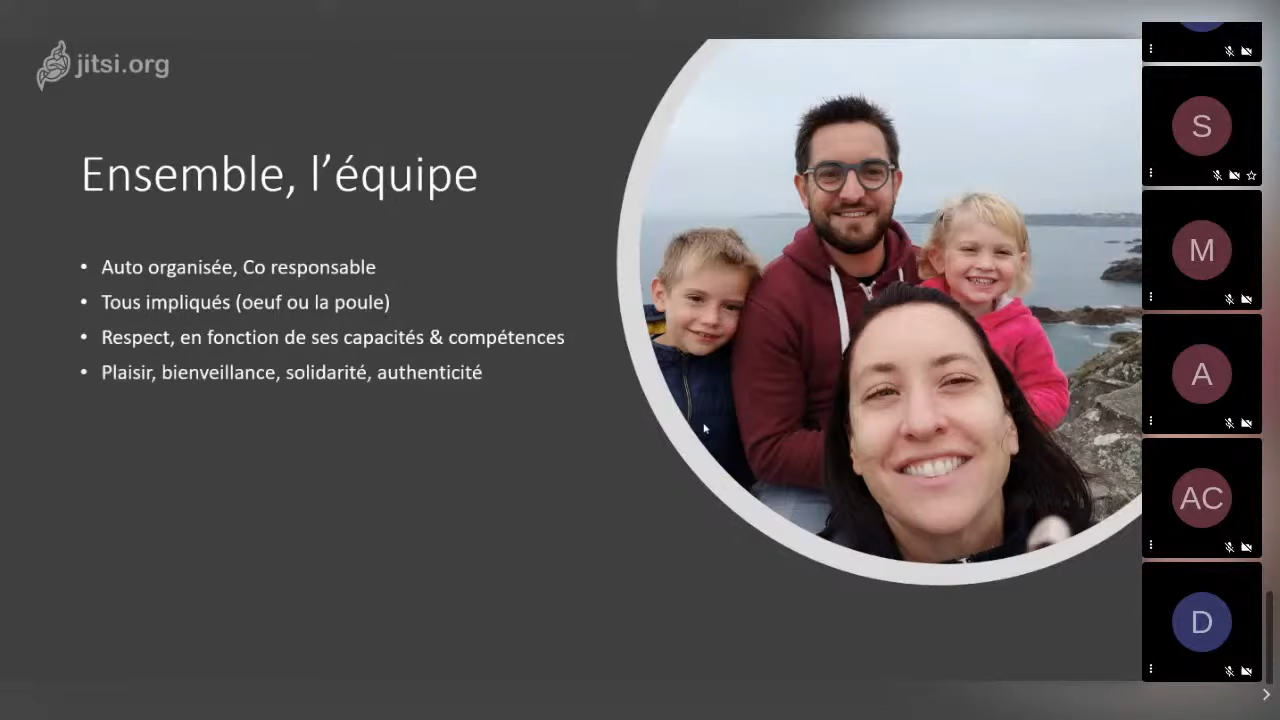 jitsi.org
Ensemble, l’équipe
• Auto organisée, Co responsable
• Tous impliqués (oeuf ou la poule)
• Respect, en fonction de ses capacités & compétences
• Plaisir, bienveillance, solidarité, authenticité
S
M
A
AC
D